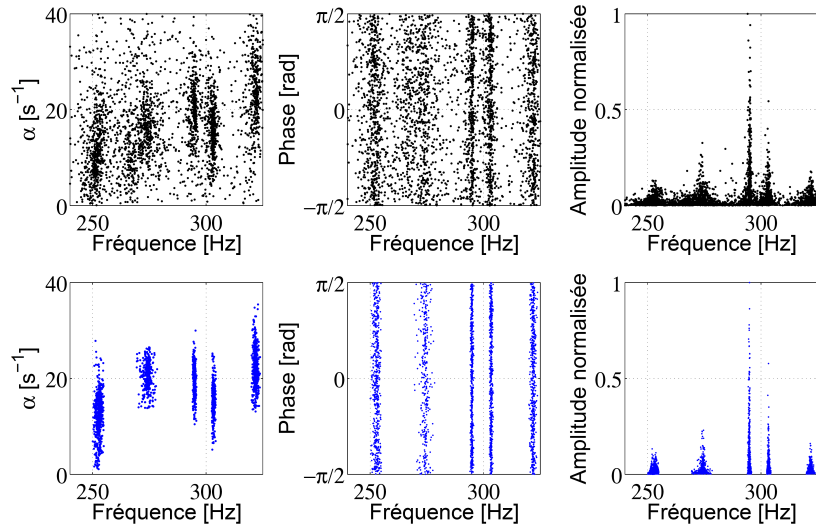 40
20
0
α [s⁻¹]
250
300
Fréquence [Hz]
π/2
0
−π/2
Phase [rad]
250
300
Fréquence [Hz]
1
0.5
0
Amplitude normalisée
250
300
Fréquence [Hz]
40
20
0
α [s⁻¹]
250
300
Fréquence [Hz]
π/2
0
−π/2
Phase [rad]
250
300
Fréquence [Hz]
1
0.5
0
Amplitude normalisée
250
300
Fréquence [Hz]